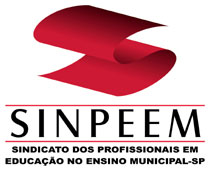 SINPEEM
SINDICATO DOS PROFISSIONAIS EM
EDUCAÇÃO NO ENSINO MUNICIPAL-SP